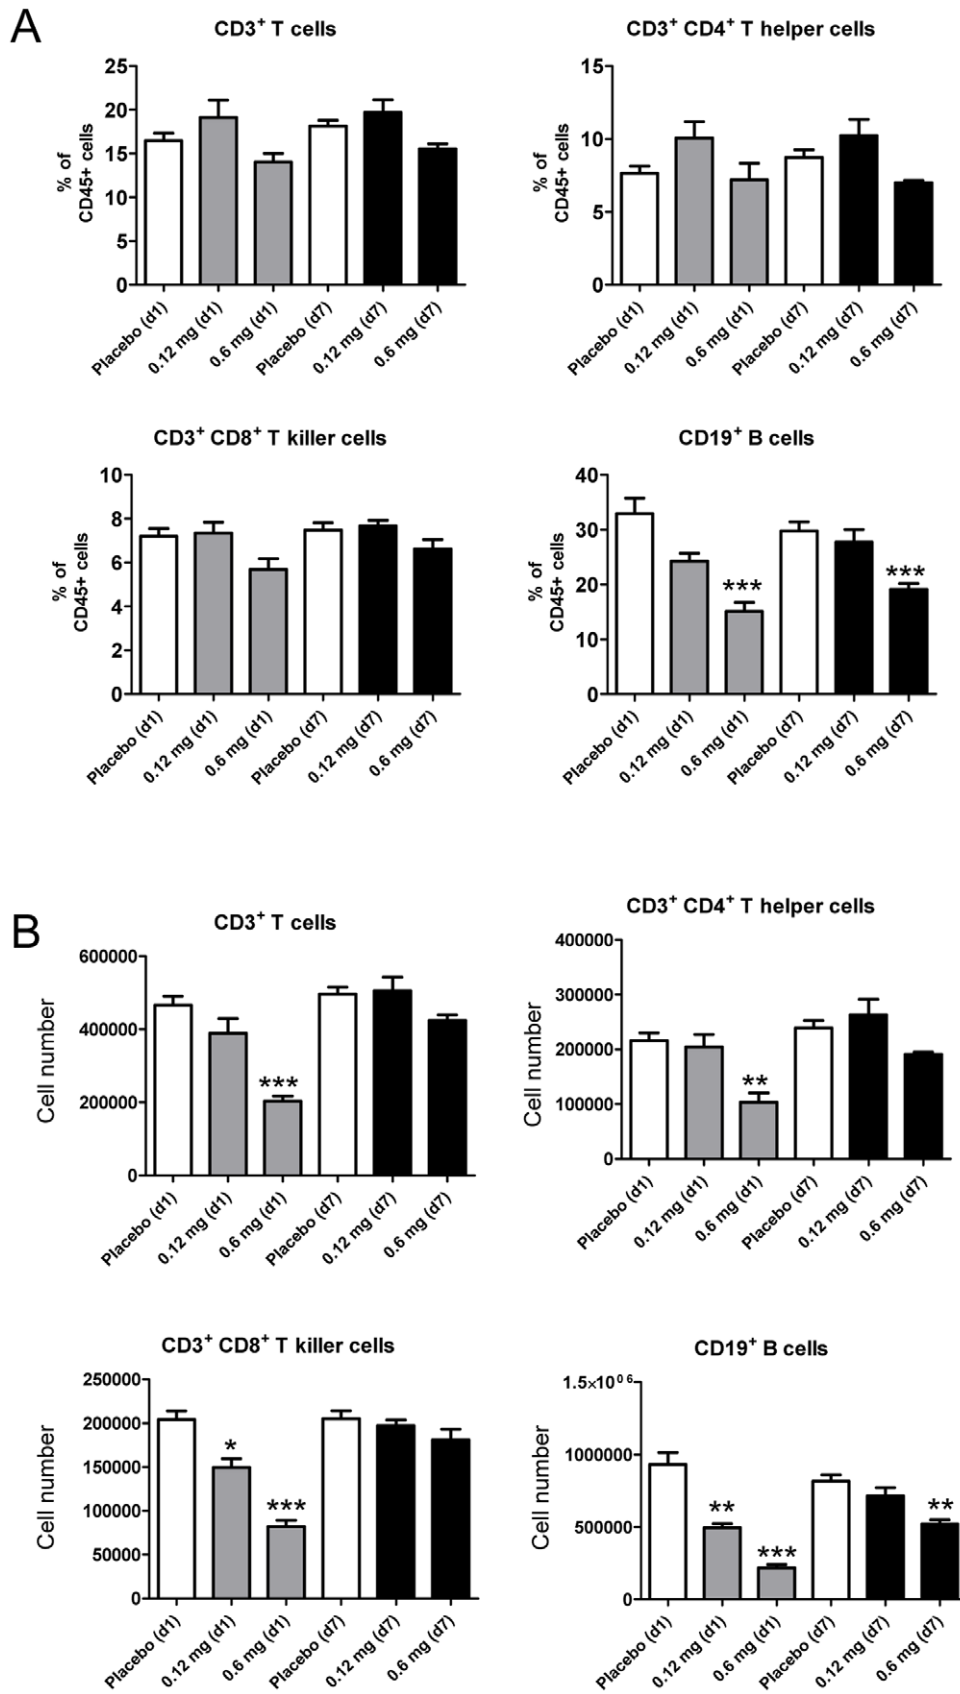 A
CD3+ T cells
% of
CD45+ cells
25
20
15
10
5
0
Placebo (d1)
0.12 mg (d1)
0.6 mg (d1)
Placebo (d7)
0.12 mg (d7)
0.6 mg (d7)
CD3+ CD4+ T helper cells
% of
CD45+ cells
15
10
5
0
Placebo (d1)
0.12 mg (d1)
0.6 mg (d1)
Placebo (d7)
0.12 mg (d7)
0.6 mg (d7)
CD3+ CD8+ T killer cells
% of
CD45+ cells
10
8
6
4
2
0
Placebo (d1)
0.12 mg (d1)
0.6 mg (d1)
Placebo (d7)
0.12 mg (d7)
0.6 mg (d7)
CD19+ B cells
% of
CD45+ cells
40
30
20
10
0
***
***
Placebo (d1)
0.12 mg (d1)
0.6 mg (d1)
Placebo (d7)
0.12 mg (d7)
0.6 mg (d7)
B
CD3+ T cells
Cell number
600000
400000
200000
0
***
Placebo (d1)
0.12 mg (d1)
0.6 mg (d1)
Placebo (d7)
0.12 mg (d7)
0.6 mg (d7)
CD3+ CD4+ T helper cells
Cell number
400000
300000
200000
100000
0
**
Placebo (d1)
0.12 mg (d1)
0.6 mg (d1)
Placebo (d7)
0.12 mg (d7)
0.6 mg (d7)
CD3+ CD8+ T killer cells
Cell number
250000
200000
150000
100000
50000
0
*
***
Placebo (d1)
0.12 mg (d1)
0.6 mg (d1)
Placebo (d7)
0.12 mg (d7)
0.6 mg (d7)
CD19+ B cells
Cell number
1.5×10⁰⁶
1000000
500000
0
**
***
**
Placebo (d1)
0.12 mg (d1)
0.6 mg (d1)
Placebo (d7)
0.12 mg (d7)
0.6 mg (d7)